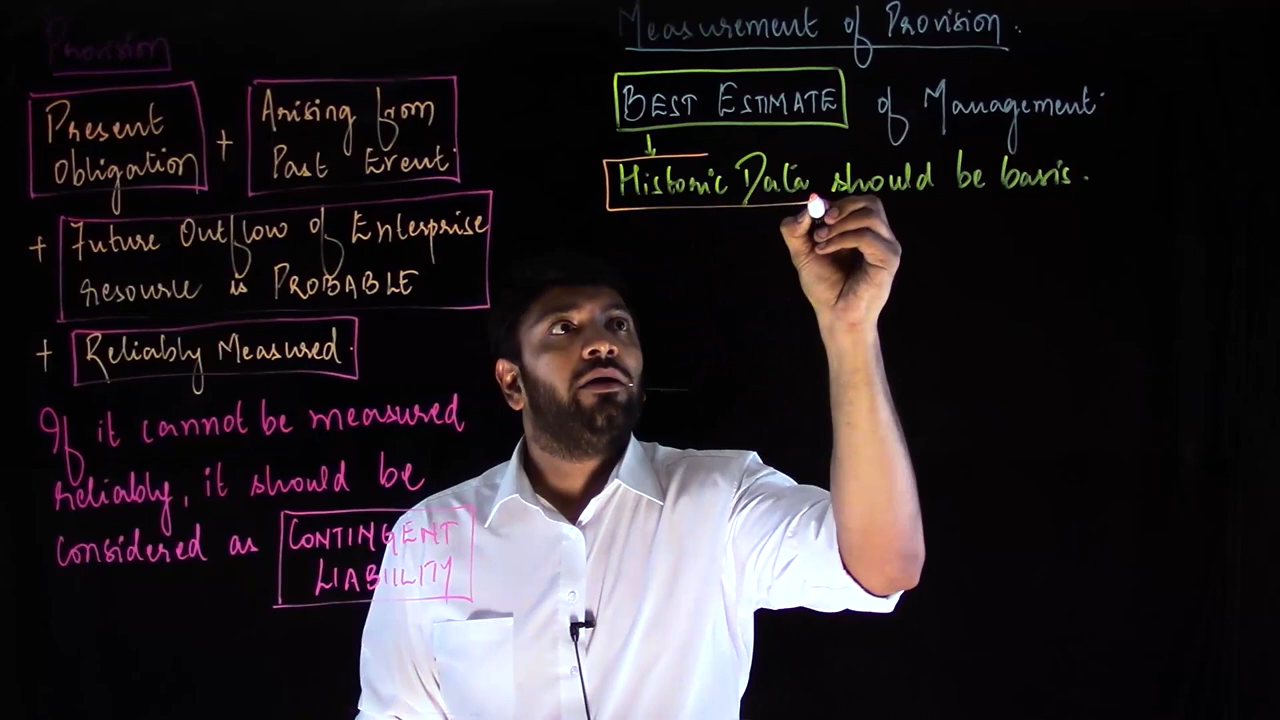 Provision
Present
Obligation
+
Arising from
Past Event
+ Future Outflow of Enterprise
resource is PROBABLE
+ Reliably Measured.
If it cannot be measured
reliably, it should be
considered as CONTINGENT
LIABILITY
Measurement of Provision.
BEST ESTIMATE of Management
Historic Data should be basis.